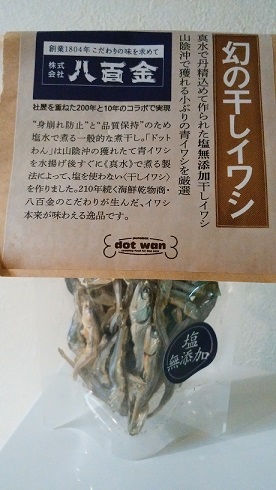 幻の干しイワシ
真水で丹精込めて作られた塩無添加干しイワシ
山陰沖で獲れる小ぶりの青イワシを厳選
創業1804年こだわりの味を求めて
株式会社 八百金
社歴を重ねた200年と10年のコラボで実現
“身崩れ防止”と“品質保持”のため
塩水で煮る一般的な煮干し。「ドット
わん」は山陰沖の獲れたて青イワシ
を水揚げ後すぐに《真水》で煮る製
法によって、塩を使わない〈干しイワシ〉
を作りました。210年続く海鮮乾物商・
八百金のこだわりが生んだ、イワシ
本来が味わえる逸品です。
dot wan
塩
無添加